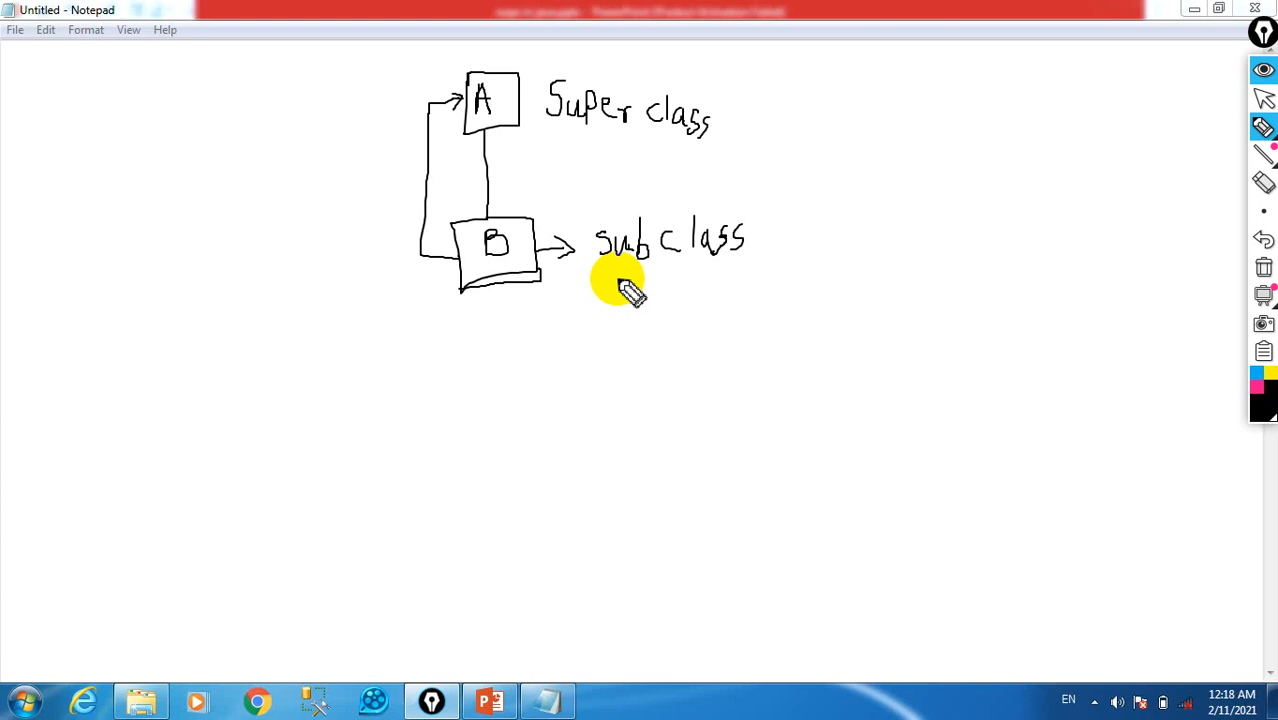 Untitled - Notepad
File Edit Format View Help
A Super class
B sub class
EN 12:18 AM
2/11/2021